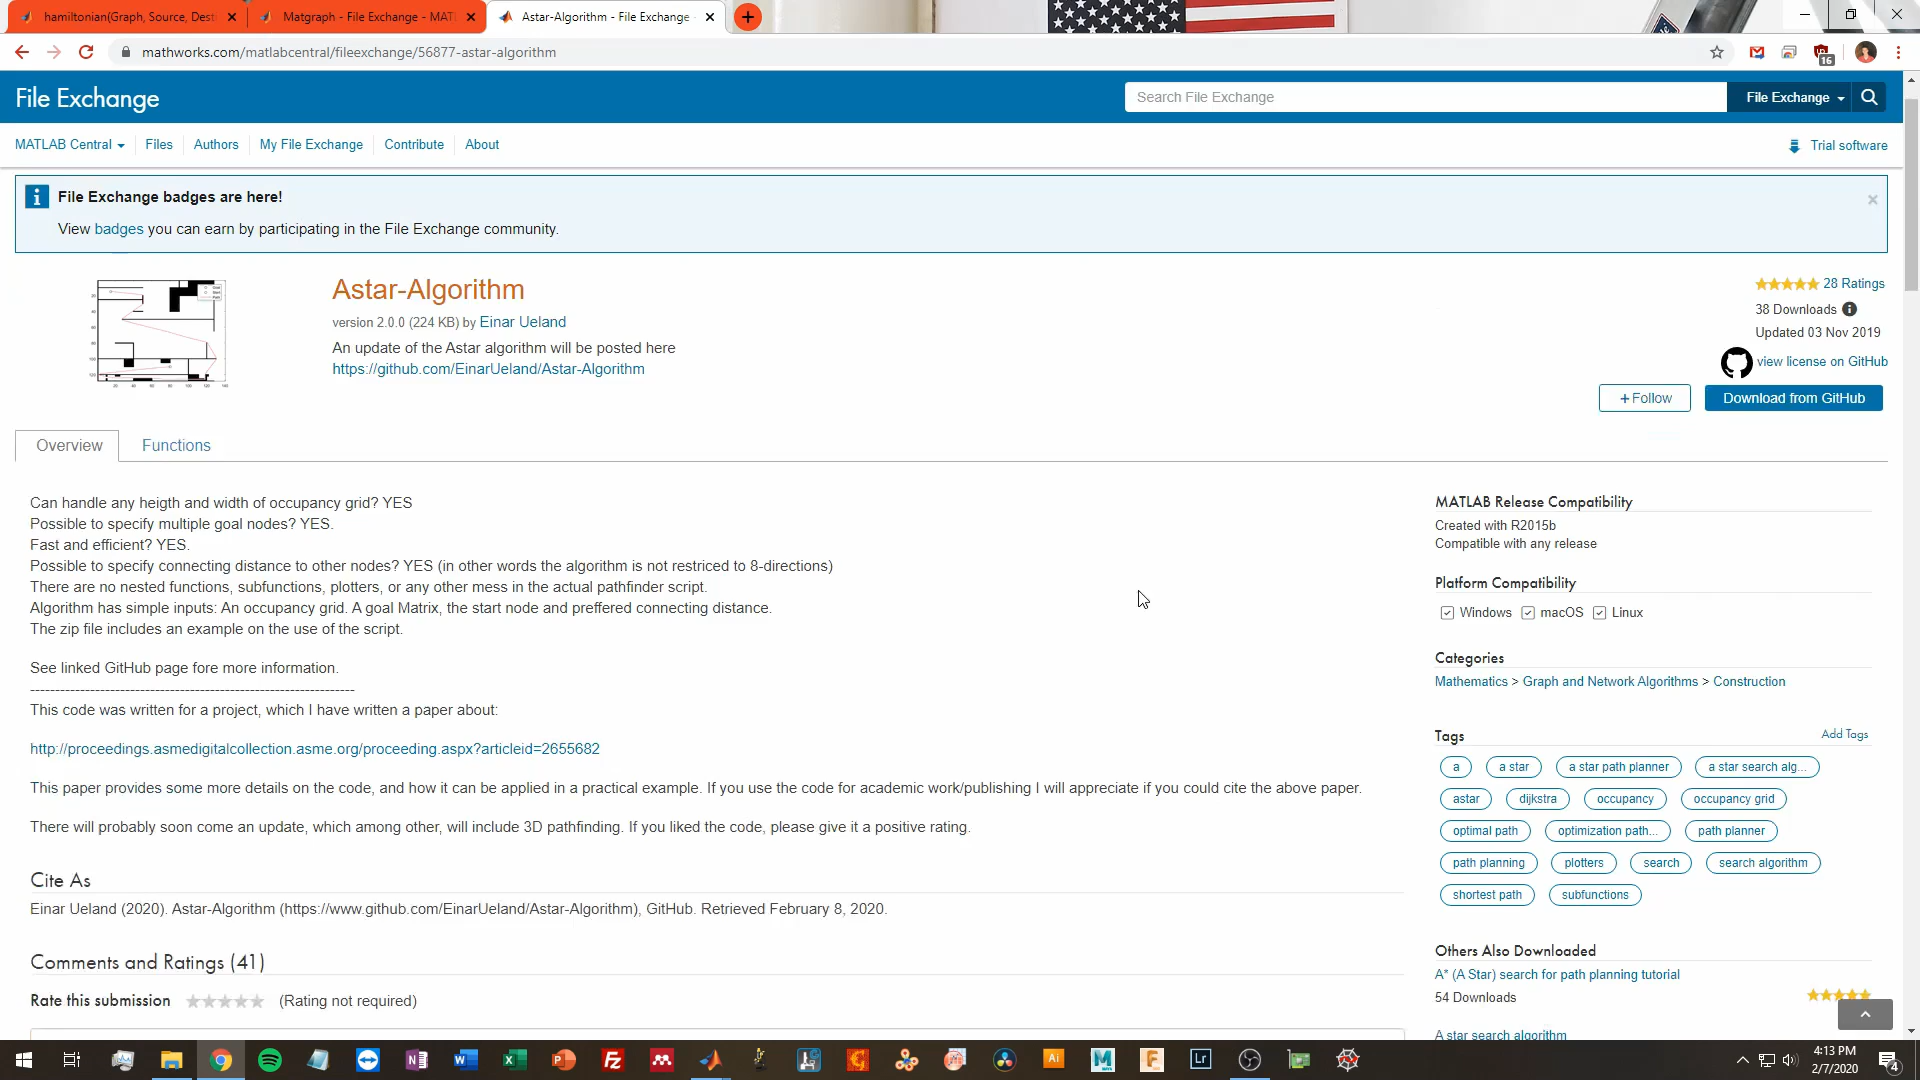 hamiltonian(Graph, Source, Desti
Matgraph - File Exchange - MATL
Astar-Algorithm - File Exchange
mathworks.com/matlabcentral/fileexchange/56877-astar-algorithm
16
File Exchange
Search File Exchange
File Exchange
MATLAB Central
Files
Authors
My File Exchange
Contribute
About
Trial software
File Exchange badges are here!
View badges you can earn by participating in the File Exchange community.
Astar-Algorithm
version 2.0.0 (224 KB) by Einar Ueland
An update of the Astar algorithm will be posted here
https://github.com/EinarUeland/Astar-Algorithm
28 Ratings
38 Downloads
Updated 03 Nov 2019
view license on GitHub
+Follow
Download from GitHub
Overview
Functions
Can handle any heigth and width of occupancy grid? YES
Possible to specify multiple goal nodes? YES.
Fast and efficient? YES.
Possible to specify connecting distance to other nodes? YES (in other words the algorithm is not restriced to 8-directions)
There are no nested functions, subfunctions, plotters, or any other mess in the actual pathfinder script.
Algorithm has simple inputs: An occupancy grid. A goal Matrix, the start node and preffered connecting distance.
The zip file includes an example on the use of the script.
See linked GitHub page fore more information.
-----------------------------------------------------------------
This code was written for a project, which I have written a paper about:
http://proceedings.asmedigitalcollection.asme.org/proceeding.aspx?articleid=2655682
This paper provides some more details on the code, and how it can be applied in a practical example. If you use the code for academic work/publishing I will appreciate if you could cite the above paper.
There will probably soon come an update, which among other, will include 3D pathfinding. If you liked the code, please give it a positive rating.
Cite As
Einar Ueland (2020). Astar-Algorithm (https://www.github.com/EinarUeland/Astar-Algorithm), GitHub. Retrieved February 8, 2020.
Comments and Ratings (41)
Rate this submission
(Rating not required)
MATLAB Release Compatibility
Created with R2015b
Compatible with any release
Platform Compatibility
Windows macOS Linux
Categories
Mathematics > Graph and Network Algorithms > Construction
Tags
Add Tags
a
a star
a star path planner
a star search alg...
astar
dijkstra
occupancy
occupancy grid
optimal path
optimization path...
path planner
path planning
plotters
search
search algorithm
shortest path
subfunctions
Others Also Downloaded
A* (A Star) search for path planning tutorial
54 Downloads
A star search algorithm
4:13 PM
2/7/2020
4